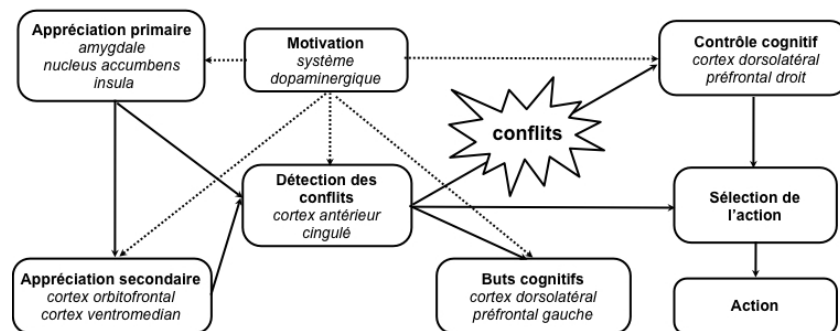 Appréciation primaire
amygdale
nucleus accumbens
insula
Motivation
système
dopaminergique
Contrôle cognitif
cortex dorsolatéral
préfrontal droit
conflits
Détection des
conflits
cortex antérieur
cingulé
Sélection de
l'action
Appréciation secondaire
cortex orbitofrontal
cortex ventromedian
Buts cognitifs
cortex dorsolatéral
préfrontal gauche
Action